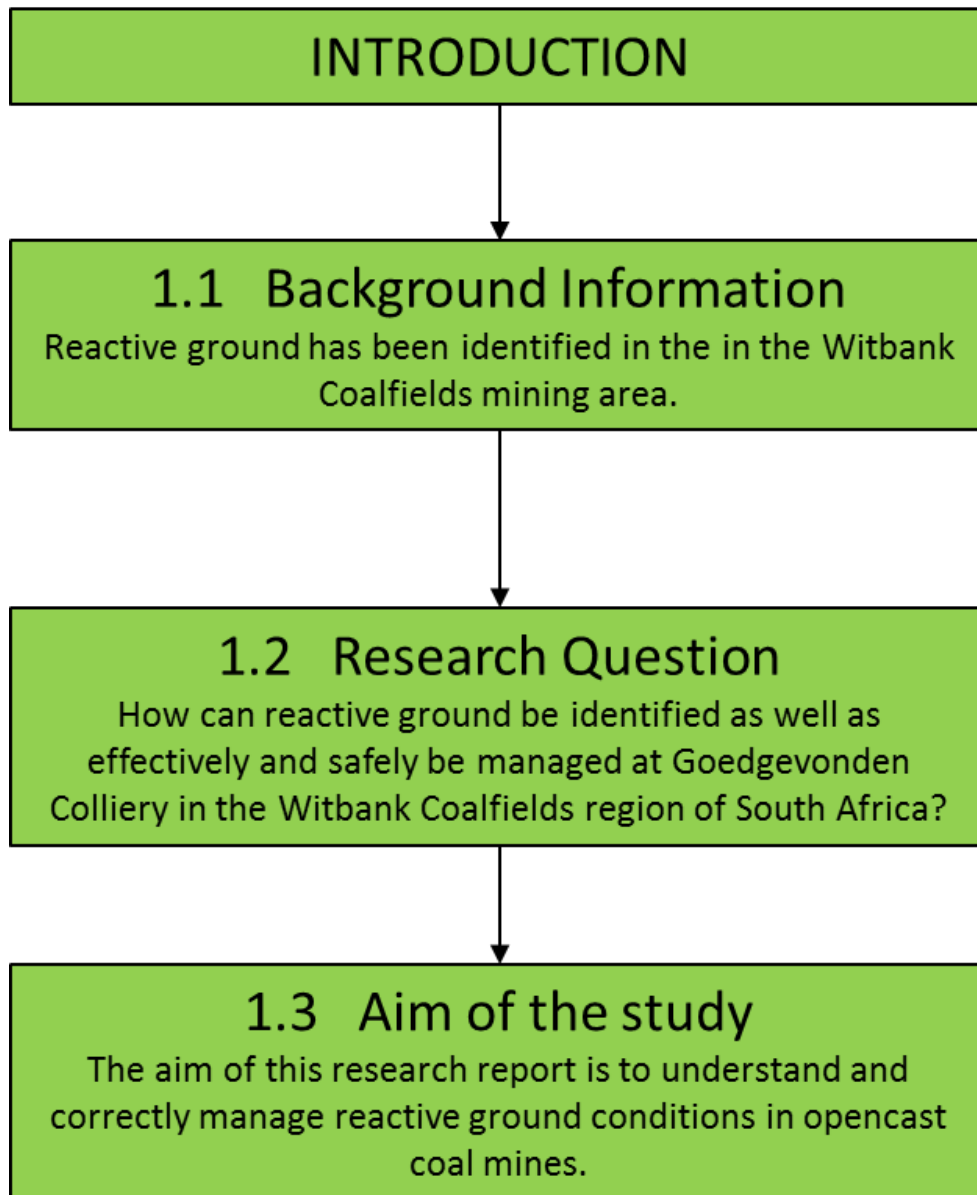 INTRODUCTION
1.1 Background Information
Reactive ground has been identified in the in the Witbank
Coalfields mining area.
1.2 Research Question
How can reactive ground be identified as well as
effectively and safely be managed at Goedgevonden
Colliery in the Witbank Coalfields region of South Africa?
1.3 Aim of the study
The aim of this research report is to understand and
correctly manage reactive ground conditions in opencast
coal mines.